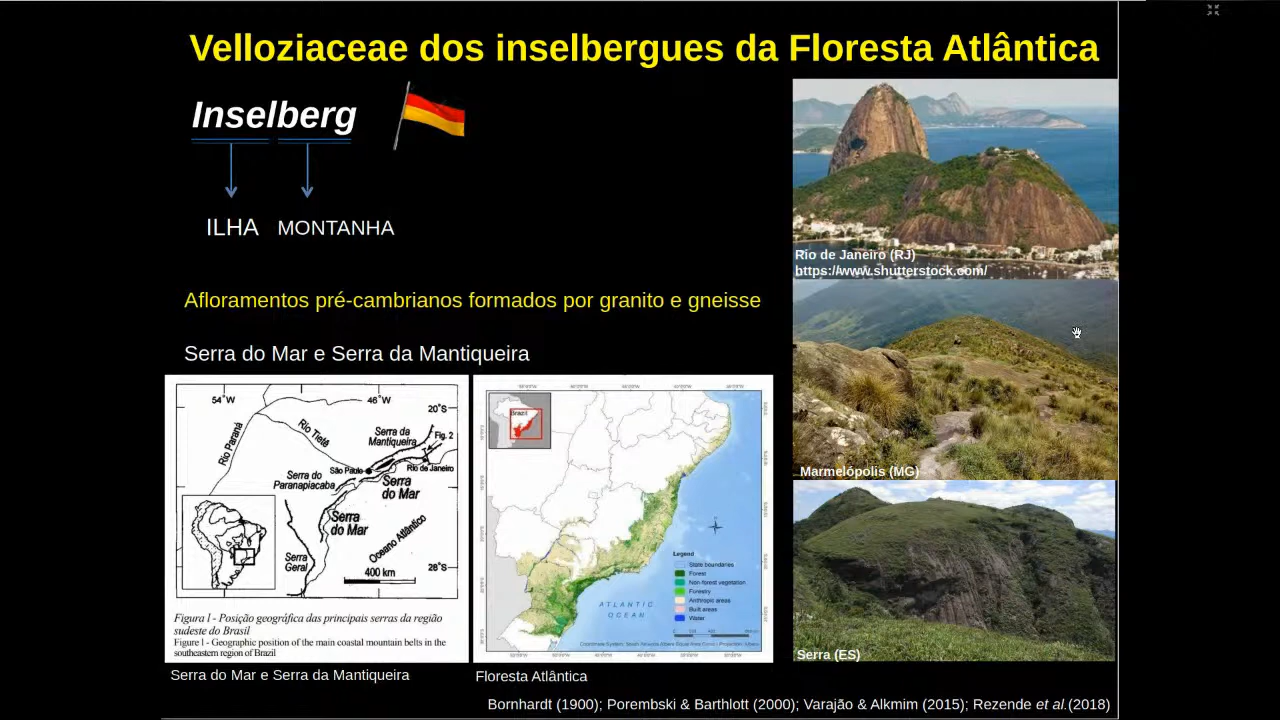 Velloziaceae dos inselbergues da Floresta Atlântica
Inselberg
ILHA MONTANHA
Afloramentos pré-cambrianos formados por granito e gneisse
Serra do Mar e Serra da Mantiqueira
54°W 46°W
20°S
Rio Paraná
Rio Tietê
Serra da
Mantiqueira
Fig. 2
São Paulo
Rio de Janeiro
Serra do
Paranapiacaba
Serra
do Mar
Serra
do Mar
Oceano Atlântico
Serra
Geral
400 km
28°S
Figura 1 - Posição geográfica das principais serras da região
sudeste do Brasil
Figure 1 - Geographic position of the main coastal mountain belts in the
southeastern region of Brazil
Serra do Mar e Serra da Mantiqueira
Brazil
ATLANTIC
OCEAN
Legend
State boundaries
Forest
Non-forest vegetation
Forestry
Anthropic areas
Built areas
Water
Floresta Atlântica
Rio de Janeiro (RJ)
https://www.shutterstock.com/
Marmelópolis (MG)
Serra (ES)
Bornhardt (1900); Porembski & Barthlott (2000); Varajão & Alkmim (2015); Rezende et al.(2018)